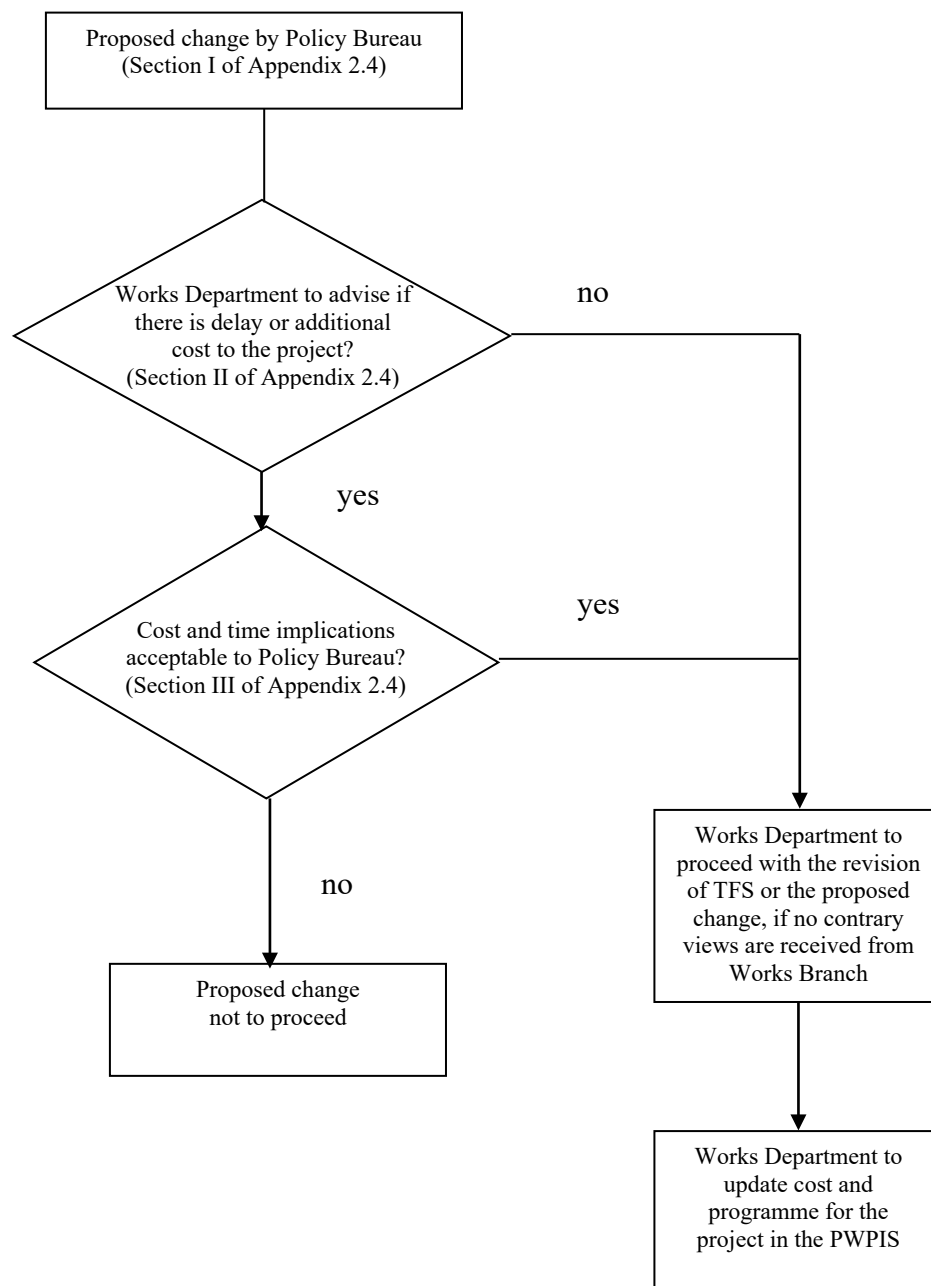 Proposed change by Policy Bureau
(Section I of Appendix 2.4)
Works Department to advise if
there is delay or additional
cost to the project?
(Section II of Appendix 2.4)
no
yes
Cost and time implications
acceptable to Policy Bureau?
(Section III of Appendix 2.4)
yes
no
Proposed change
not to proceed
Works Department to
proceed with the revision
of TFS or the proposed
change, if no contrary
views are received from
Works Branch
Works Department to
update cost and
programme for the
project in the PWPIS